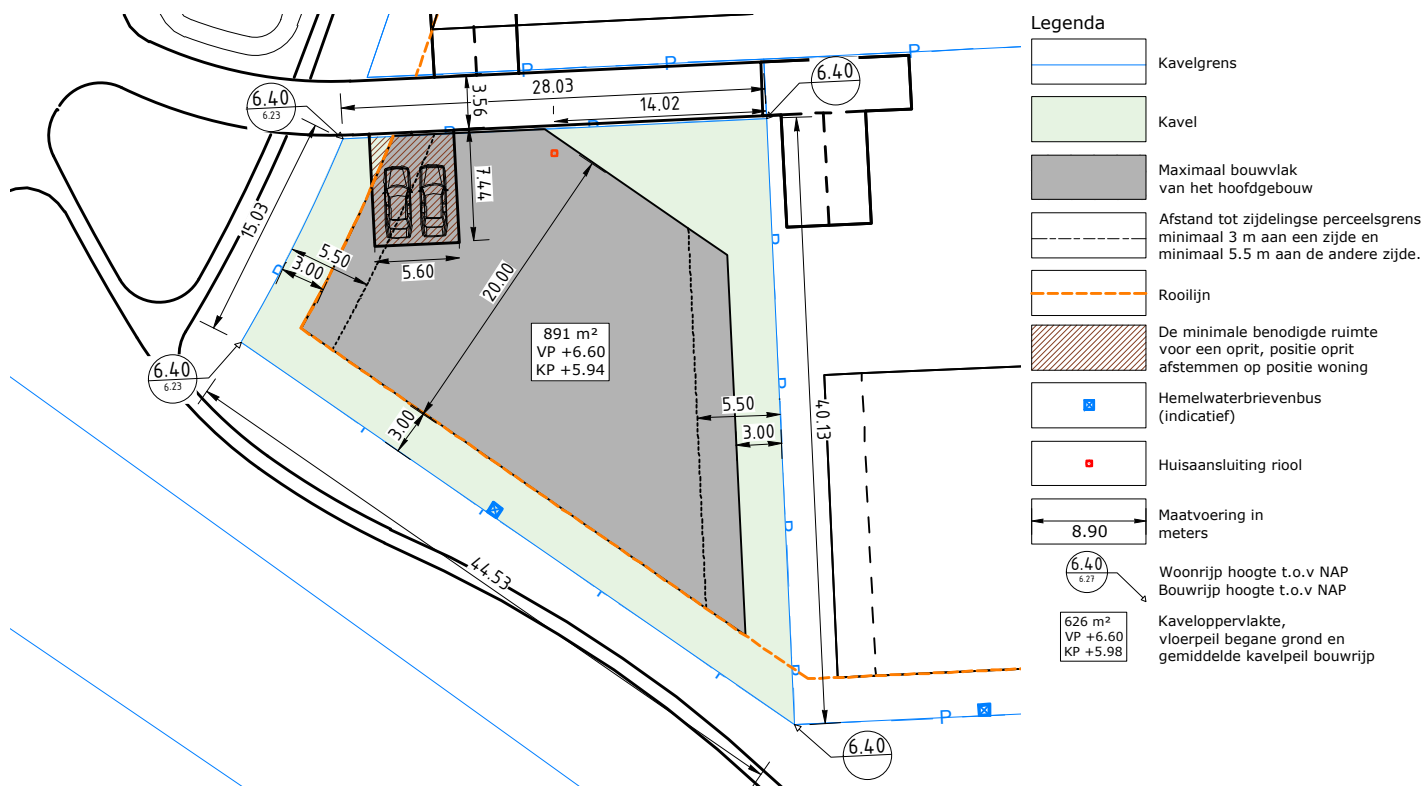 6.40
6.23
28.03
3.56
14.02
6.40
15.03
7.44
5.50
3.00
5.60
20.00
891 m²
VP +6.60
KP +5.94
6.40
6.23
3.00
5.50
3.00
40.13
44.53
6.40
P
P
P
P
P
P
P
P
P
P
P
Legenda
Kavelgrens
Kavel
Maximaal bouwvlak
van het hoofdgebouw
Afstand tot zijdelingse perceelsgrens
minimaal 3 m aan een zijde en
minimaal 5.5 m aan de andere zijde.
Rooilijn
De minimale benodigde ruimte
voor een oprit, positie oprit
afstemmen op positie woning
Hemelwaterbrievenbus
(indicatief)
Huisaansluiting riool
8.90
Maatvoering in
meters
6.40
6.27
Woonrijp hoogte t.o.v NAP
Bouwrijp hoogte t.o.v NAP
626 m²
VP +6.60
KP +5.98
Kaveloppervlakte,
vloerpeil begane grond en
gemiddelde kavelpeil bouwrijp